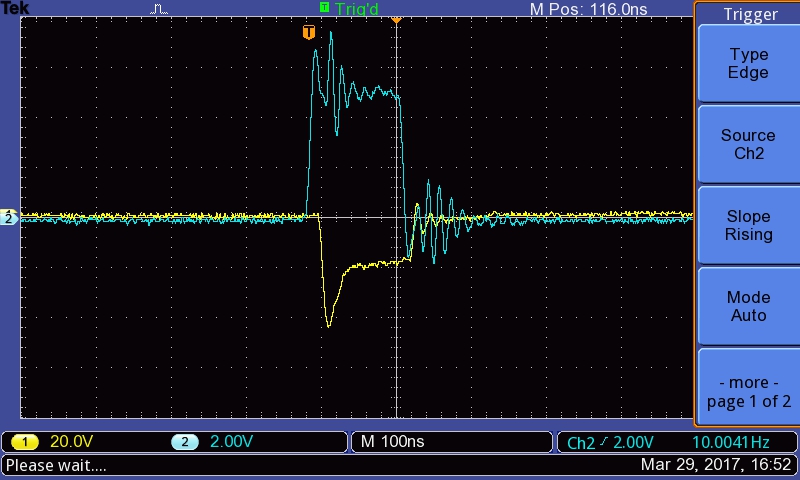 Tek
T Trig'd
M Pos: 116.0ns
Trigger
T
Type
Edge
Source
Ch2
Slope
Rising
Mode
Auto
- more -
page 1 of 2
2
1 20.0V
2 2.00V
M 100ns
Ch2 2.00V 10.0041Hz
Please wait....
Mar 29, 2017, 16:52